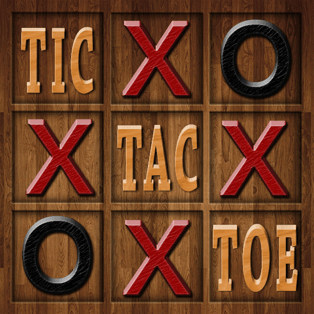 TIC X O
X TAC X
O X TOE